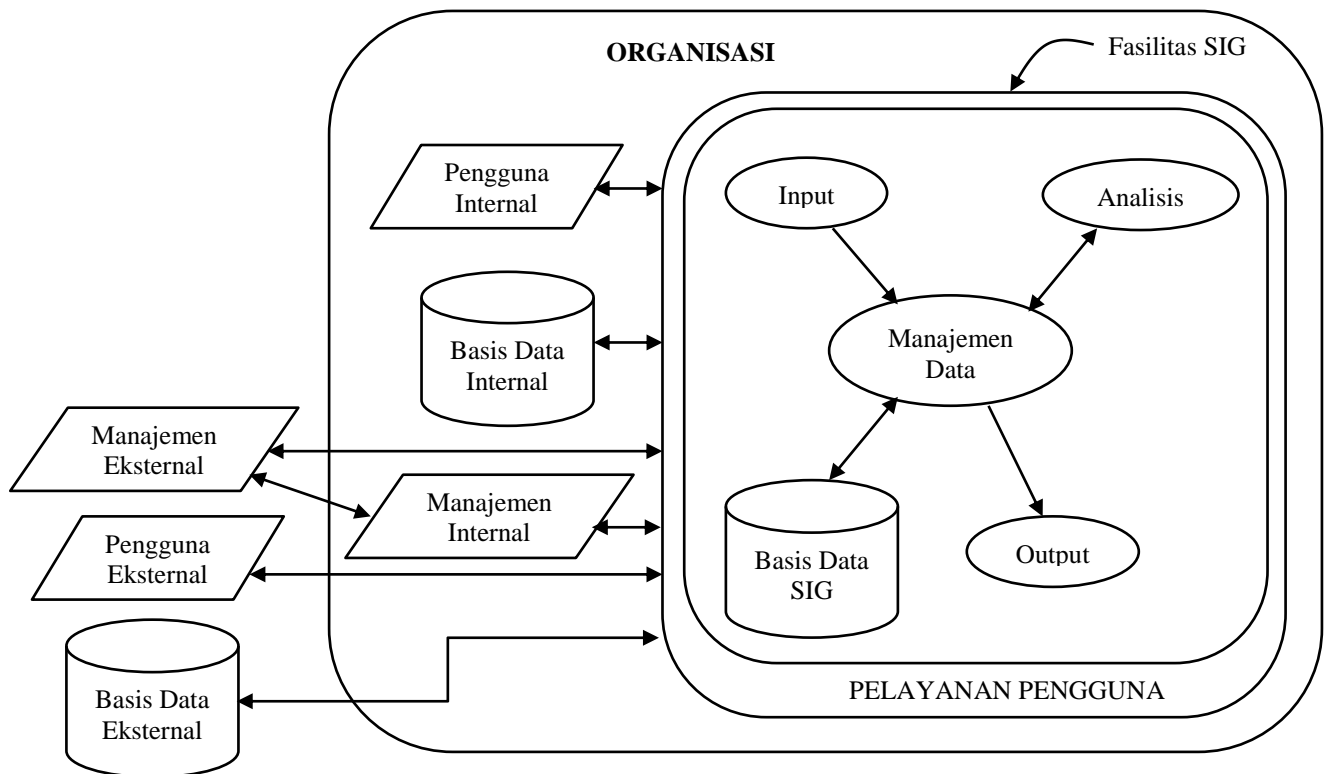 ORGANISASI
Fasilitas SIG
Pengguna
Internal
Input
Analisis
Basis Data
Internal
Manajemen
Data
Manajemen
Eksternal
Manajemen
Internal
Pengguna
Eksternal
Basis Data
SIG
Output
Basis Data
Eksternal
PELAYANAN PENGGUNA